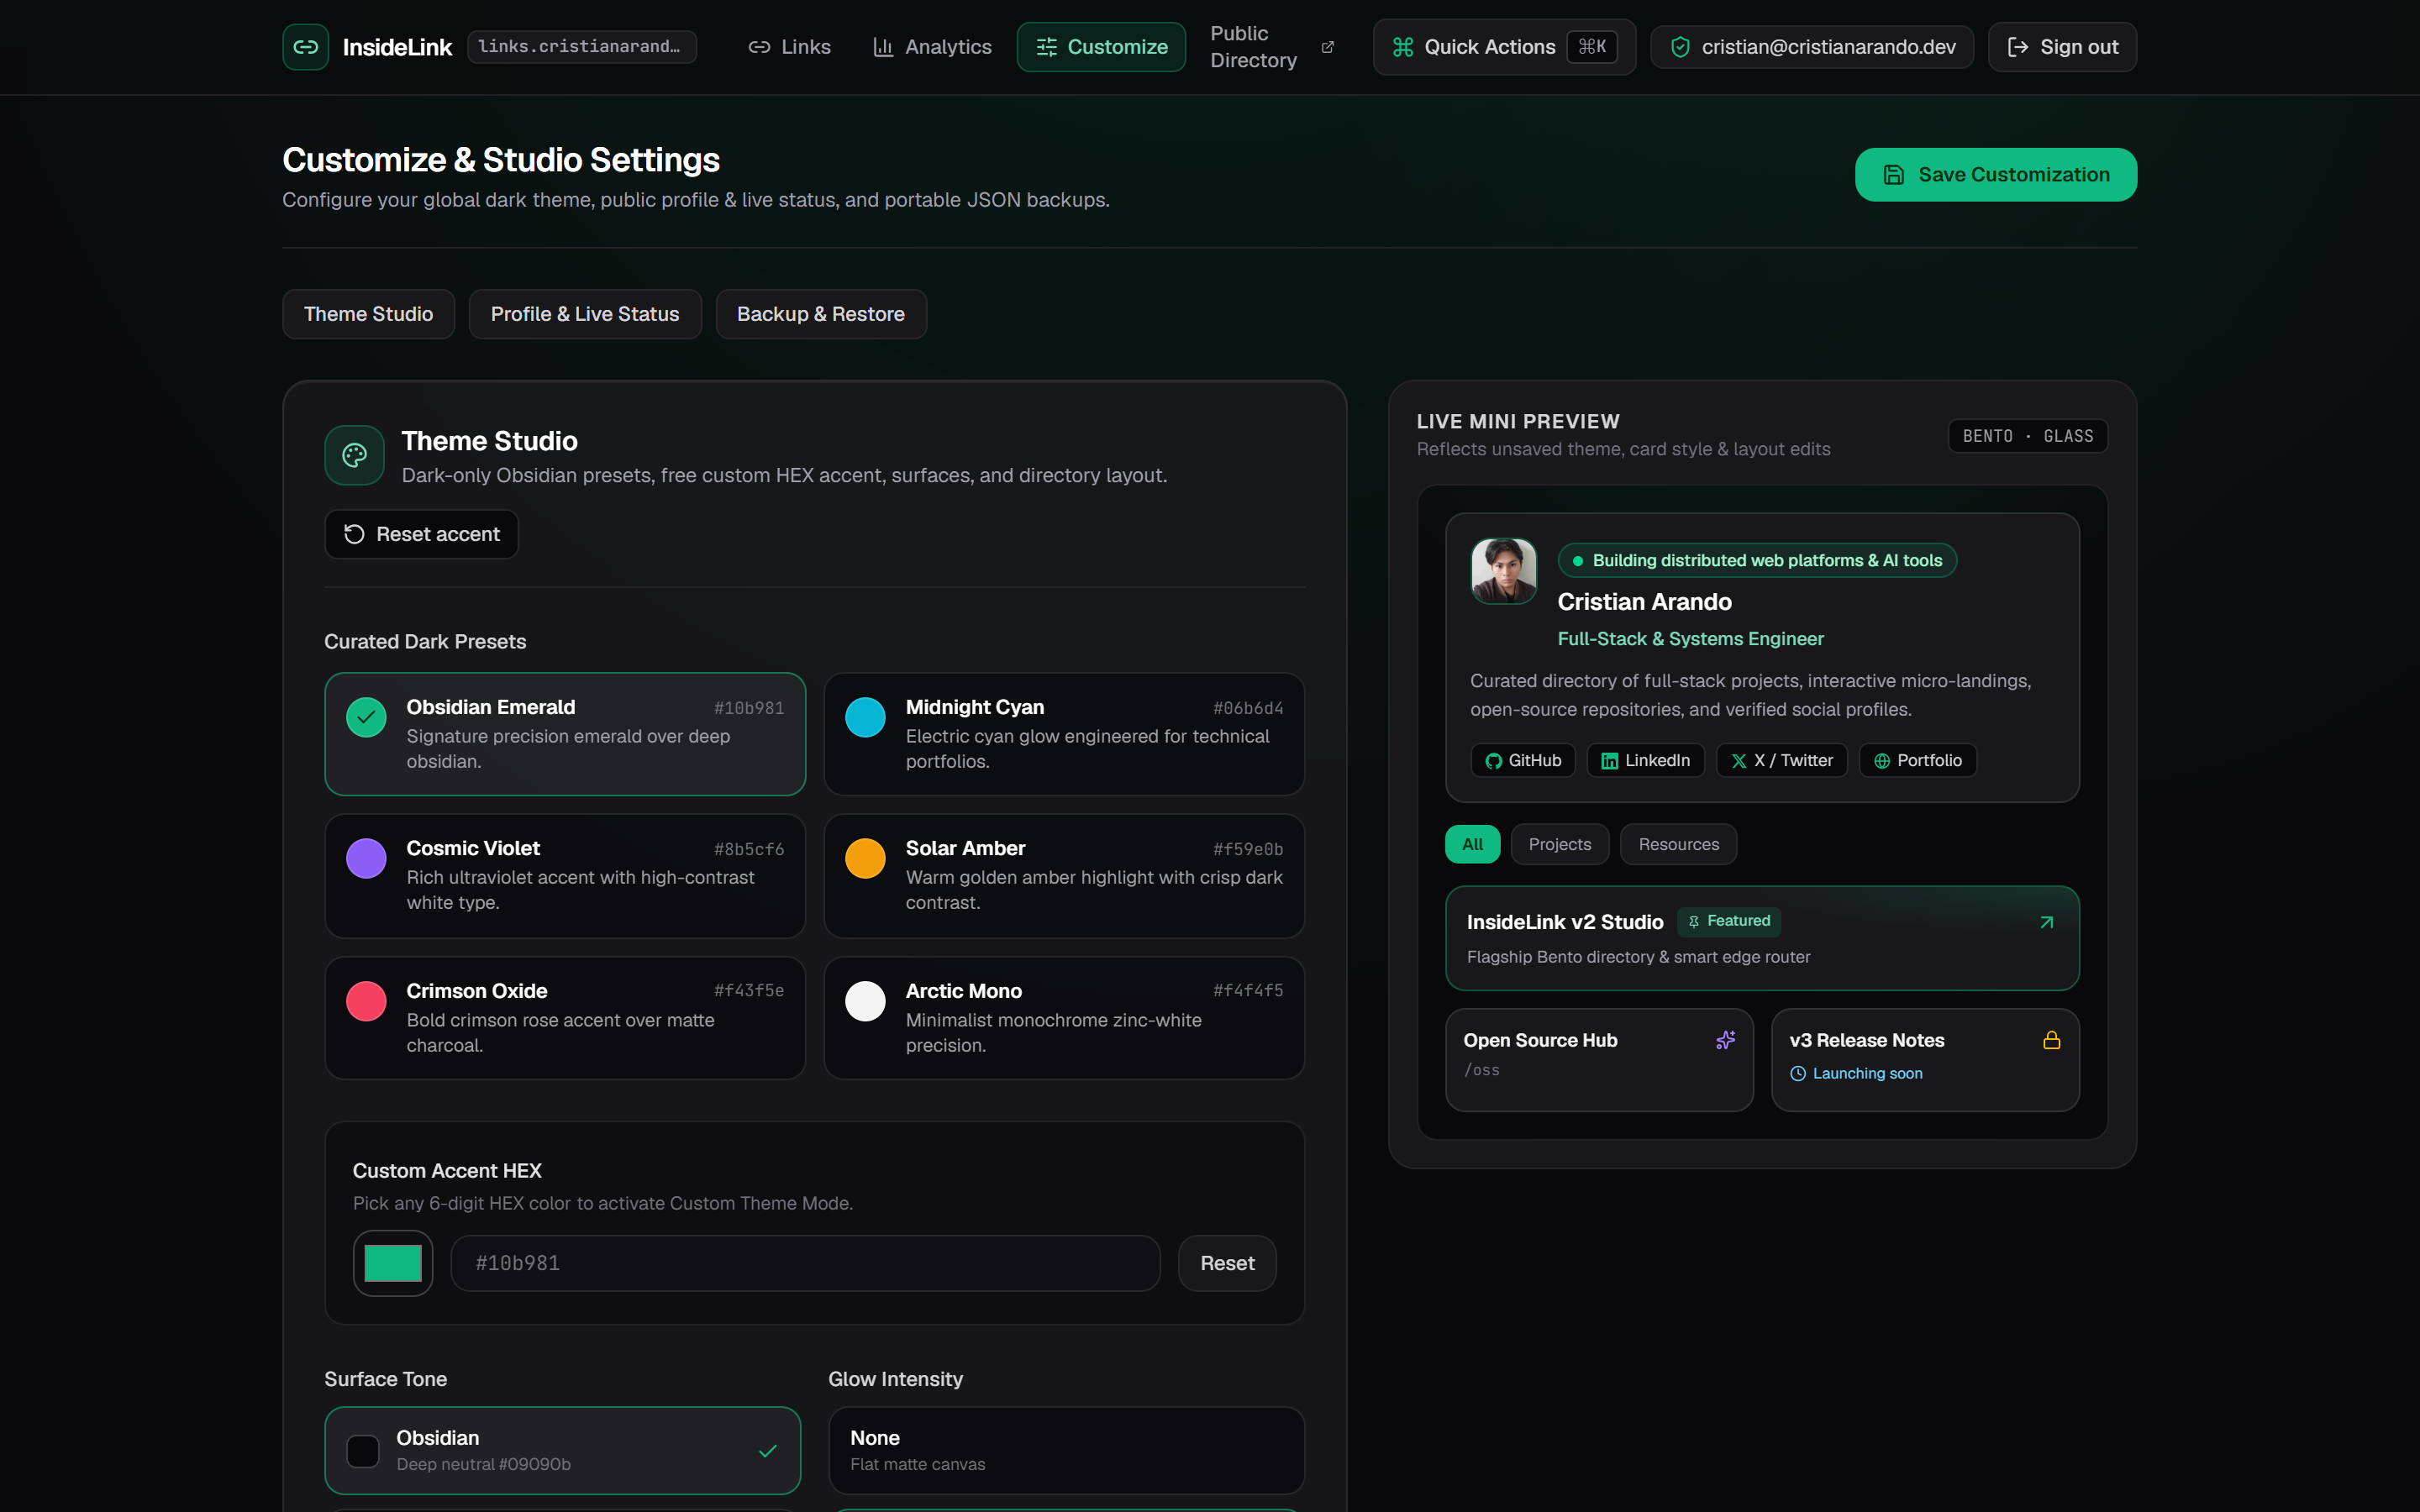 InsideLink
links.cristianarand…
Links
Analytics
Customize
Public
Directory
Quick Actions
⌘K
cristian@cristianarando.dev
Sign out
Customize & Studio Settings
Configure your global dark theme, public profile & live status, and portable JSON backups.
Save Customization
Theme Studio
Profile & Live Status
Backup & Restore
Theme Studio
Dark-only Obsidian presets, free custom HEX accent, surfaces, and directory layout.
Reset accent
Curated Dark Presets
Obsidian Emerald
#10b981
Signature precision emerald over deep
obsidian.
Midnight Cyan
#06b6d4
Electric cyan glow engineered for technical
portfolios.
Cosmic Violet
#8b5cf6
Rich ultraviolet accent with high-contrast
white type.
Solar Amber
#f59e0b
Warm golden amber highlight with crisp dark
contrast.
Crimson Oxide
#f43f5e
Bold crimson rose accent over matte
charcoal.
Arctic Mono
#f4f4f5
Minimalist monochrome zinc-white
precision.
Custom Accent HEX
Pick any 6-digit HEX color to activate Custom Theme Mode.
#10b981
Reset
Surface Tone
Obsidian
Deep neutral #09090b
Glow Intensity
None
Flat matte canvas
LIVE MINI PREVIEW
Reflects unsaved theme, card style & layout edits
BENTO · GLASS
Building distributed web platforms & AI tools
Cristian Arando
Full-Stack & Systems Engineer
Curated directory of full-stack projects, interactive micro-landings,
open-source repositories, and verified social profiles.
GitHub
LinkedIn
X / Twitter
Portfolio
All
Projects
Resources
InsideLink v2 Studio
Featured
Flagship Bento directory & smart edge router
Open Source Hub
/oss
v3 Release Notes
Launching soon